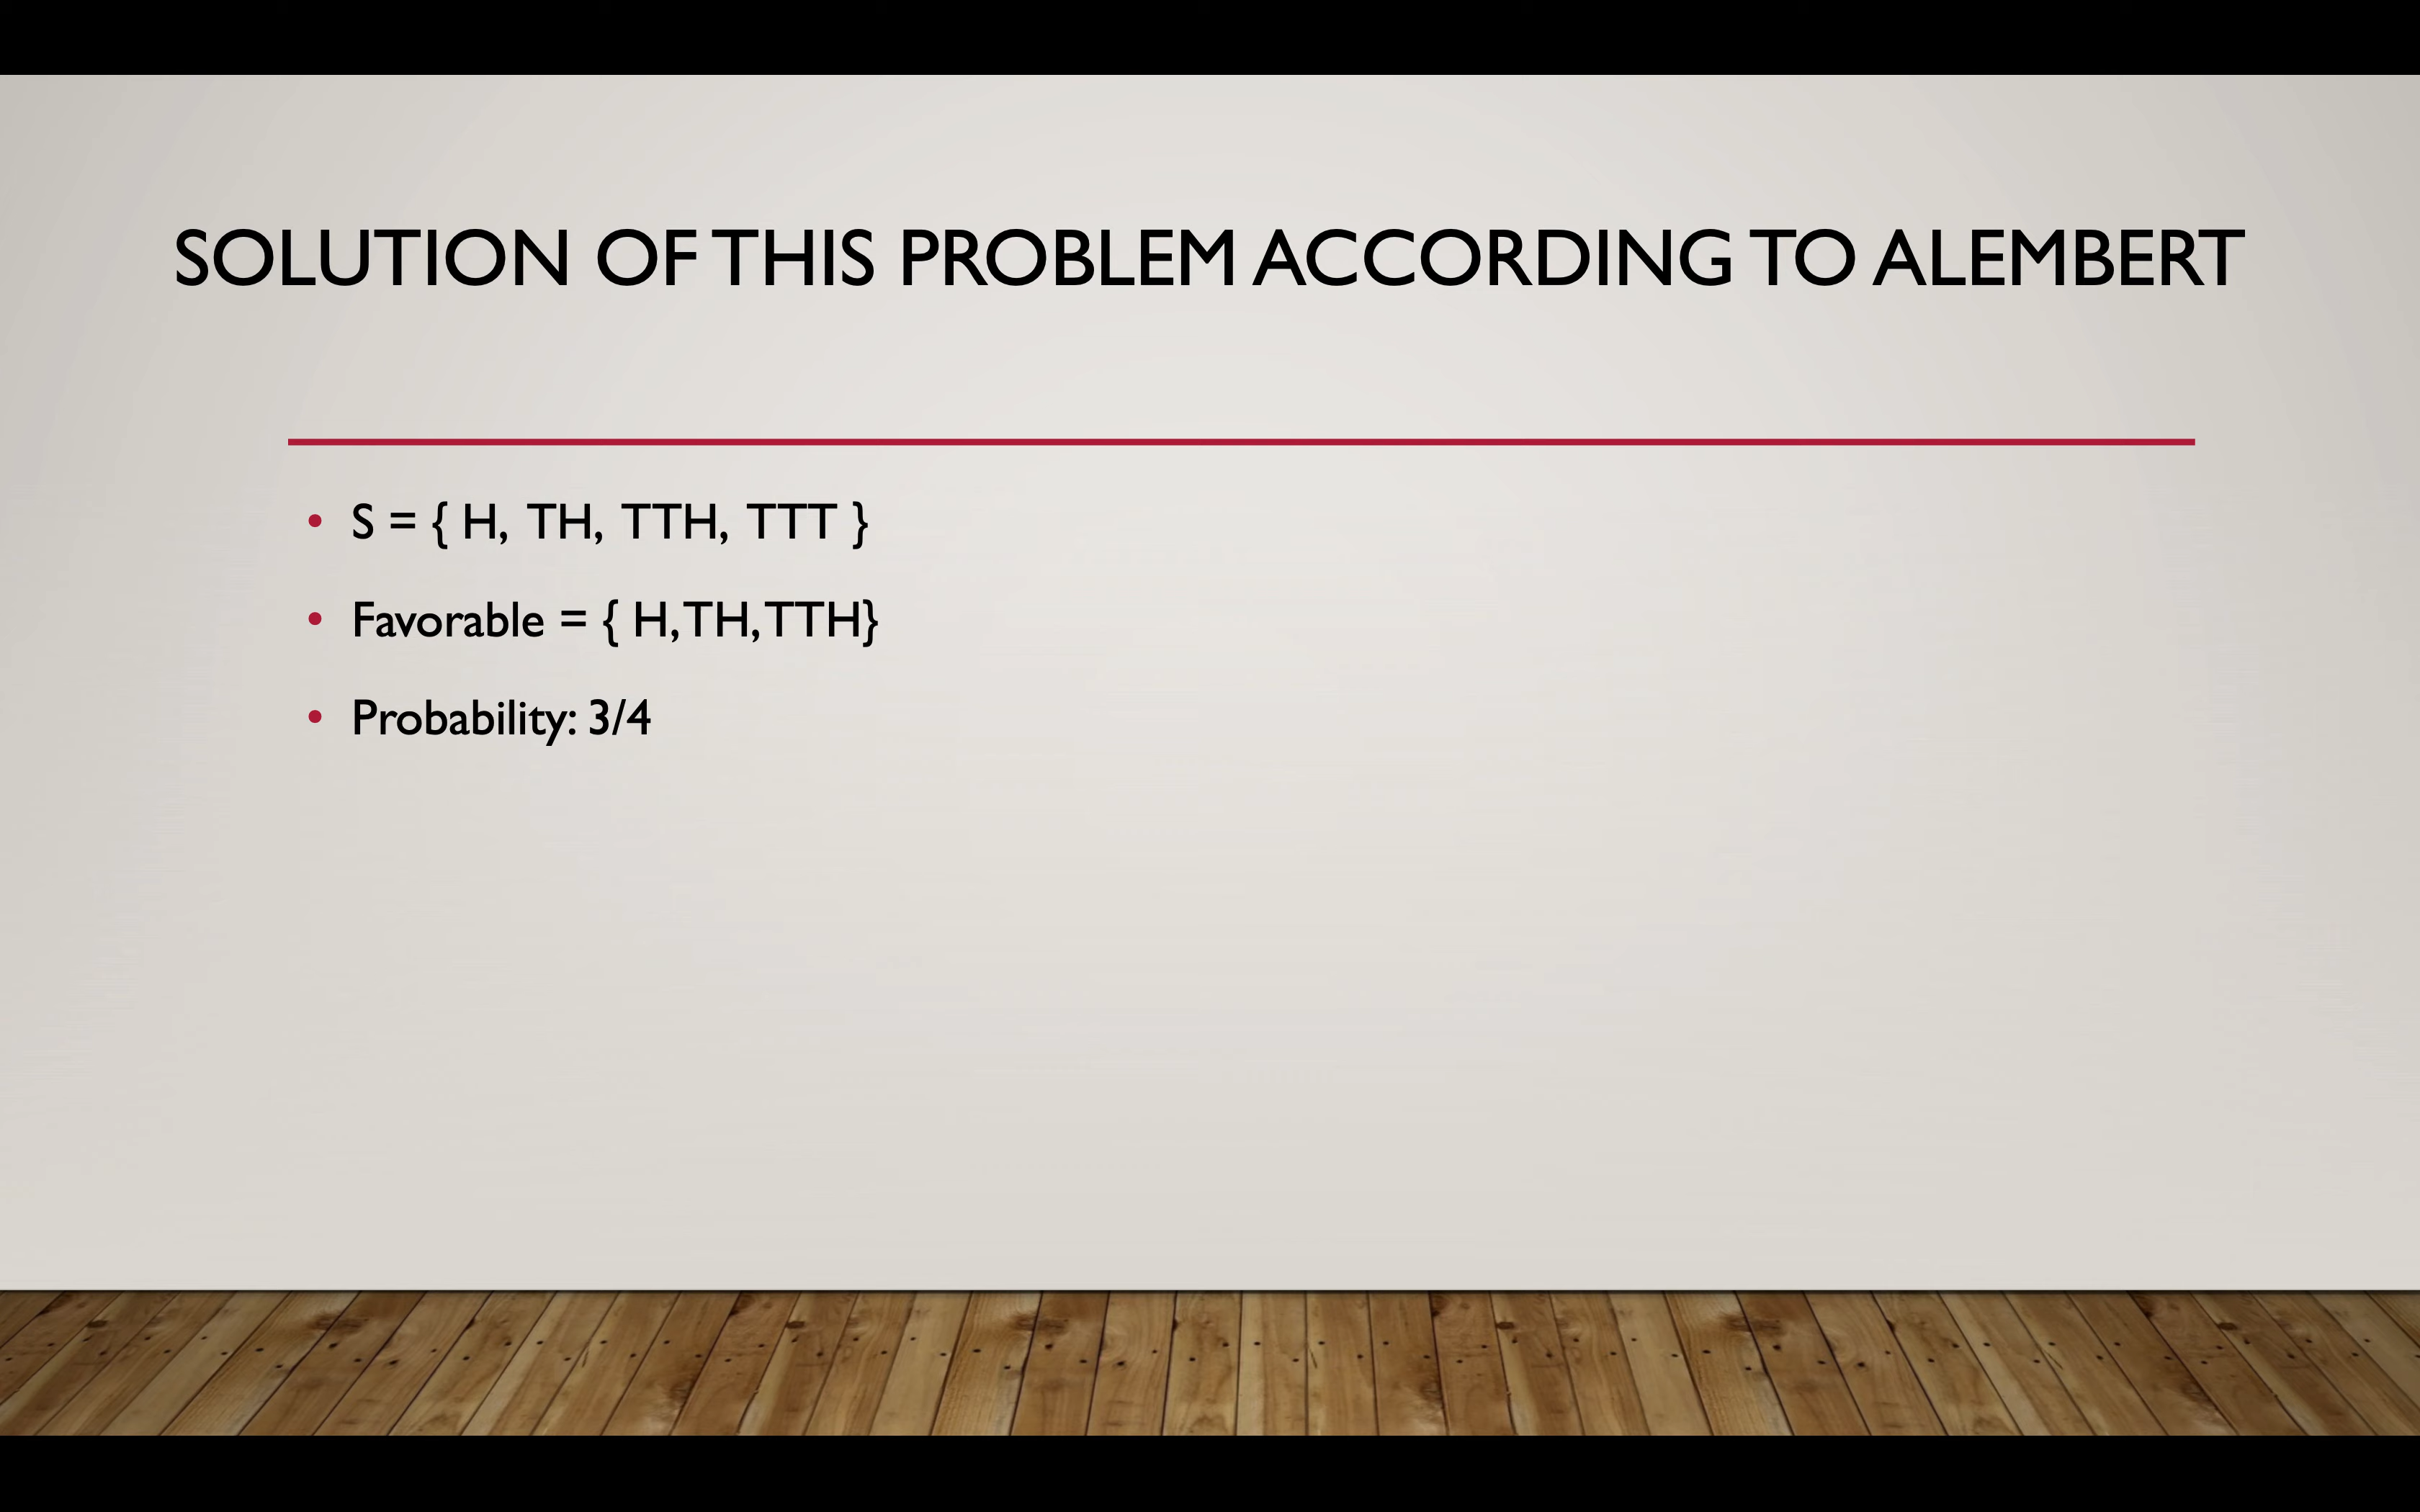 SOLUTION OF THIS PROBLEM ACCORDING TO ALEMBERT
• S = { H, TH, TTH, TTT }
• Favorable = { H,TH,TTH}
• Probability: 3/4